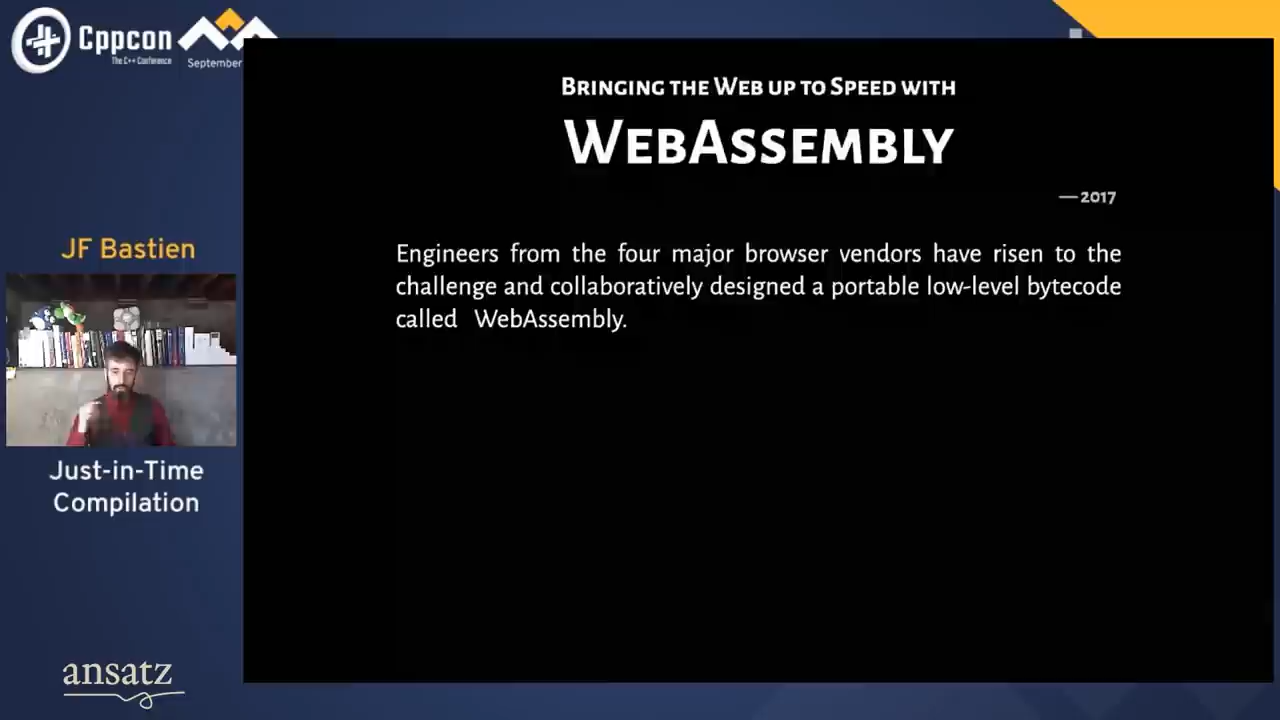 Cppcon
The C++ Conference
September
BRINGING THE WEB UP TO SPEED WITH
WEBASSEMBLY
—2017
Engineers from the four major browser vendors have risen to the
challenge and collaboratively designed a portable low-level bytecode
called WebAssembly.
JF Bastien
Just-in-Time
Compilation
ansatz